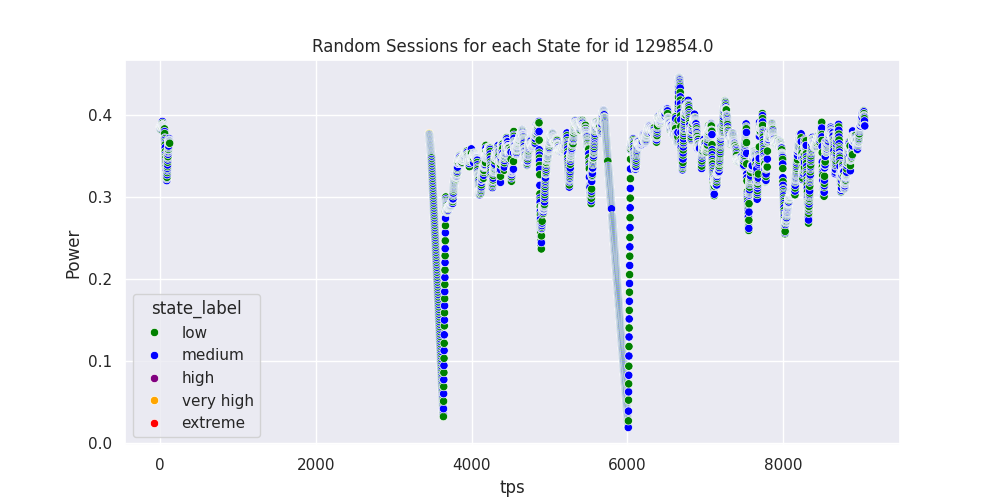 Random Sessions for each State for id 129854.0
Power
0.4
0.3
0.2
0.1
0.0
state_label
low
medium
high
very high
extreme
0 2000 4000 6000 8000
tps